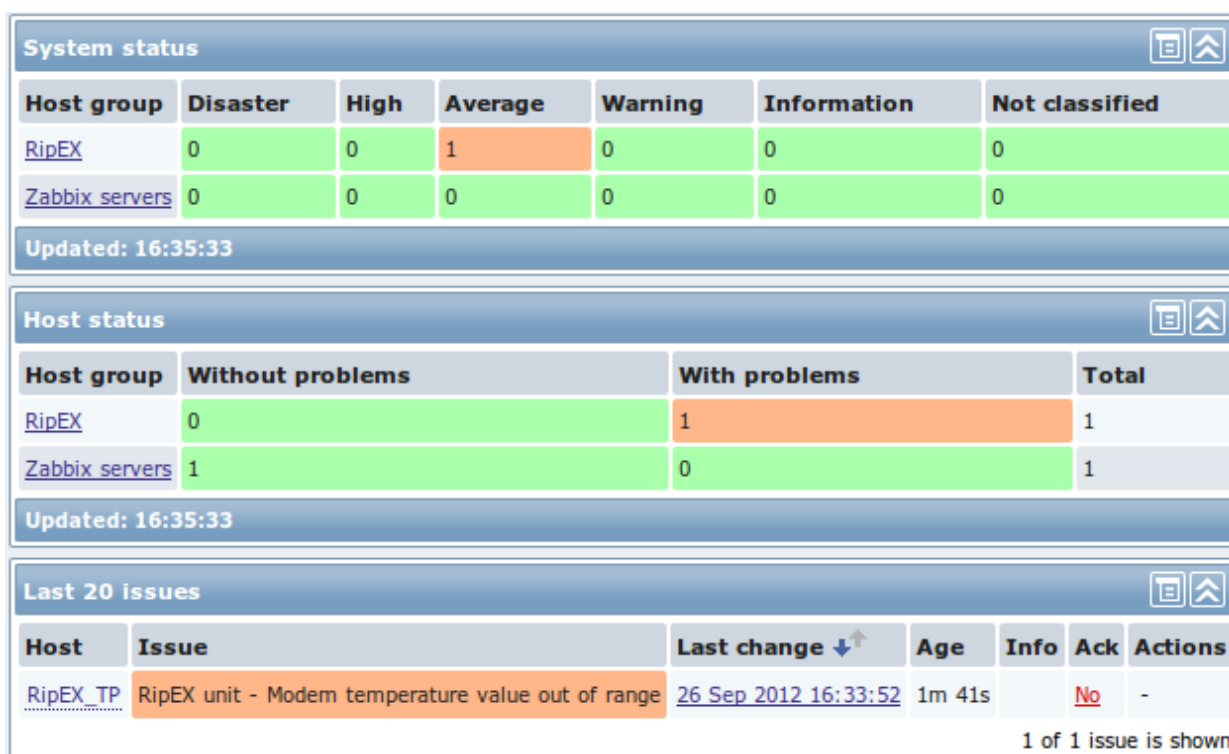 System status
Host group Disaster High Average Warning Information Not classified
RipEX 0 0 1 0 0 0
Zabbix servers 0 0 0 0 0 0
Updated: 16:35:33
Host status
Host group Without problems With problems Total
RipEX 0 1 1
Zabbix servers 1 0 1
Updated: 16:35:33
Last 20 issues
Host Issue Last change Age Info Ack Actions
RipEX_TP RipEX unit - Modem temperature value out of range 26 Sep 2012 16:33:52 1m 41s No -
1 of 1 issue is shown